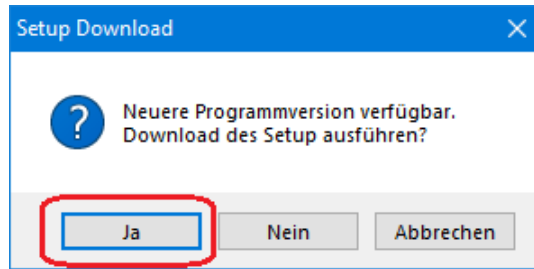 Setup Download
Neuere Programmversion verfügbar.
Download des Setup ausführen?
Ja
Nein
Abbrechen